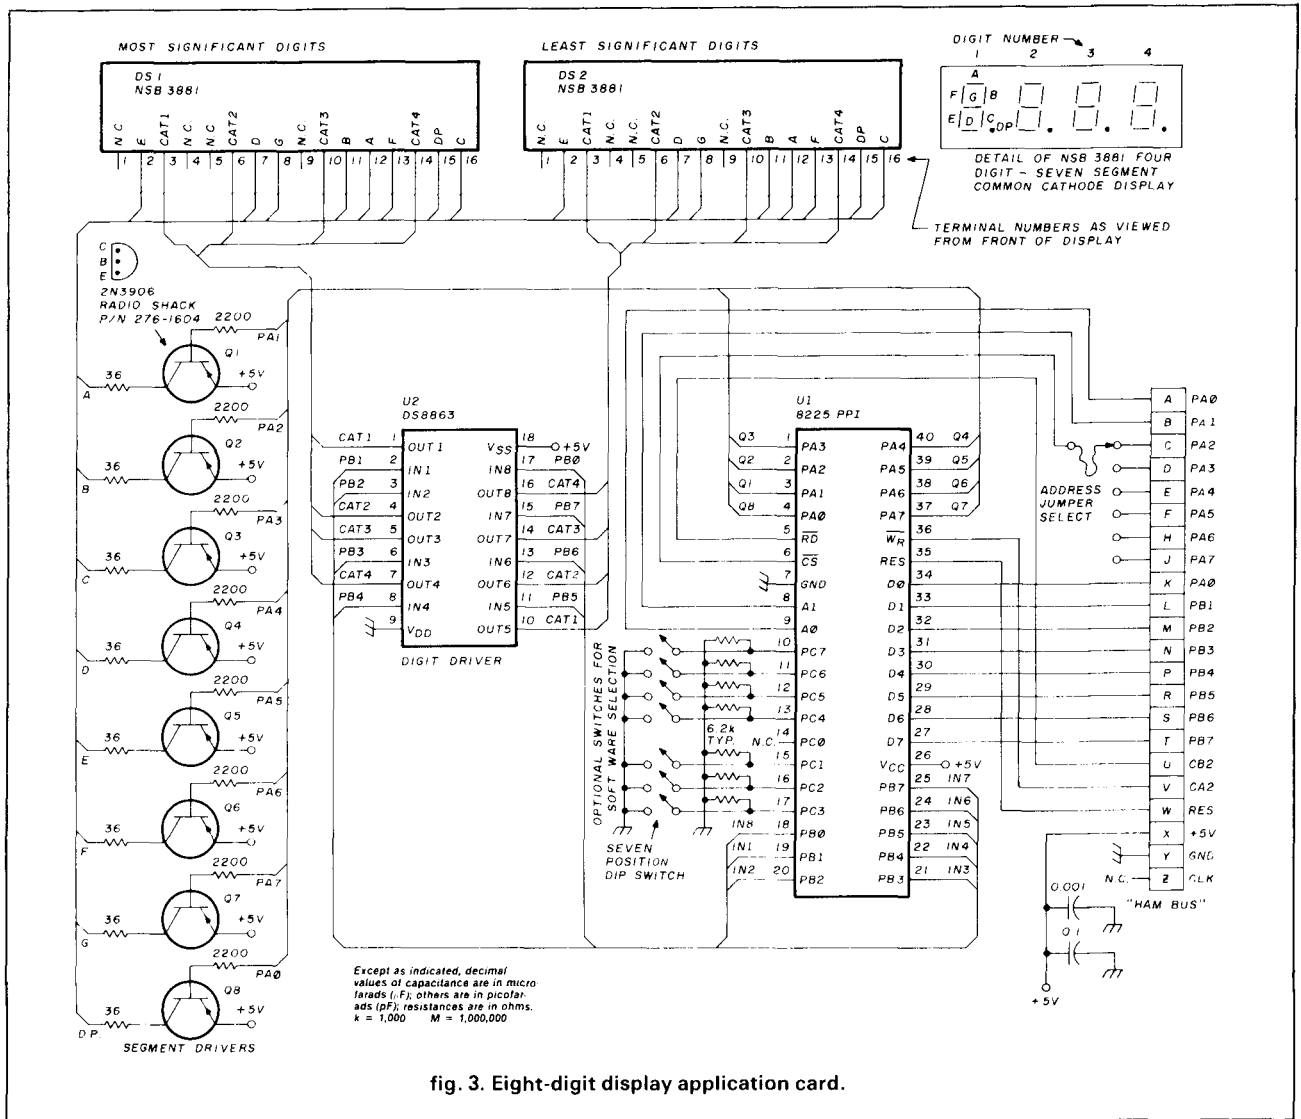 MOST SIGNIFICANT DIGITS
DS1
NSB 3881
N.C. E CAT1 N.C. N.C. CAT2 D G N.C. CAT3 B A F CAT4 DP C
1 2 3 4 5 6 7 8 9 10 11 12 13 14 15 16
LEAST SIGNIFICANT DIGITS
DS2
NSB 3881
N.C. E CAT1 N.C. N.C. CAT2 D G N.C. CAT3 B A F CAT4 DP C
1 2 3 4 5 6 7 8 9 10 11 12 13 14 15 16
DIGIT NUMBER
1 2 3 4
A
F G B
E D C DP
DETAIL OF NSB 3881 FOUR
DIGIT - SEVEN SEGMENT
COMMON CATHODE DISPLAY
TERMINAL NUMBERS AS VIEWED
FROM FRONT OF DISPLAY
C
B
E
2N3906
RADIO SHACK
P/N 276-1604
2200
PA1
Q1
36
+5V
A
2200
PA2
Q2
36
+5V
B
2200
PA3
Q3
36
+5V
C
2200
PA4
Q4
36
+5V
D
2200
PA5
Q5
36
+5V
E
2200
PA6
Q6
36
+5V
F
2200
PA7
Q7
36
+5V
G
2200
PAØ
Q8
36
+5V
D.P.
SEGMENT DRIVERS
U2
DS8863
CAT1 1 OUT1 VSS 18 +5V
PB1 2 IN1 IN8 17 PBØ
PB2 3 IN2 OUT8 16 CAT4
CAT2 4 OUT2 IN7 15 PB7
CAT3 5 OUT3 OUT7 14 CAT3
PB3 6 IN3 IN6 13 PB6
CAT4 7 OUT4 OUT6 12 CAT2
PB4 8 IN4 IN5 11 PB5
9 VDD OUT5 10 CAT1
DIGIT DRIVER
U1
8225 PPI
Q3 1 PA3 PA4 40 Q4
Q2 2 PA2 PA5 39 Q5
Q1 3 PA1 PA6 38 Q6
Q8 4 PAØ PA7 37 Q7
5 RD WR 36
6 CS RES 35
7 GND DØ 34
8 A1 D1 33
9 AØ D2 32
10 PC7 D3 31
11 PC6 D4 30
12 PC5 D5 29
13 PC4 D6 28
N.C. 14 PCØ D7 27
15 PC1 VCC 26 +5V
16 PC2 PB7 25 IN7
17 PC3 PB6 24 IN6
IN8 18 PBØ PB5 23 IN5
IN1 19 PB1 PB4 22 IN4
IN2 20 PB2 PB3 21 IN3
6.2k
TYP.
OPTIONAL SWITCHES FOR
SOFT WARE SELECTION
SEVEN
POSITION
DIP SWITCH
ADDRESS
JUMPER
SELECT
A PAØ
B PA1
C PA2
D PA3
E PA4
F PA5
H PA6
J PA7
K PAØ
L PB1
M PB2
N PB3
P PB4
R PB5
S PB6
T PB7
U CB2
V CA2
W RES
X +5V
Y GND
N.C. Z CLK
"HAM BUS"
0.001
0.1
+5V
Except as indicated, decimal
values of capacitance are in micro-
farads (µF); others are in picofar-
ads (pF); resistances are in ohms.
k = 1,000 M = 1,000,000
fig. 3. Eight-digit display application card.